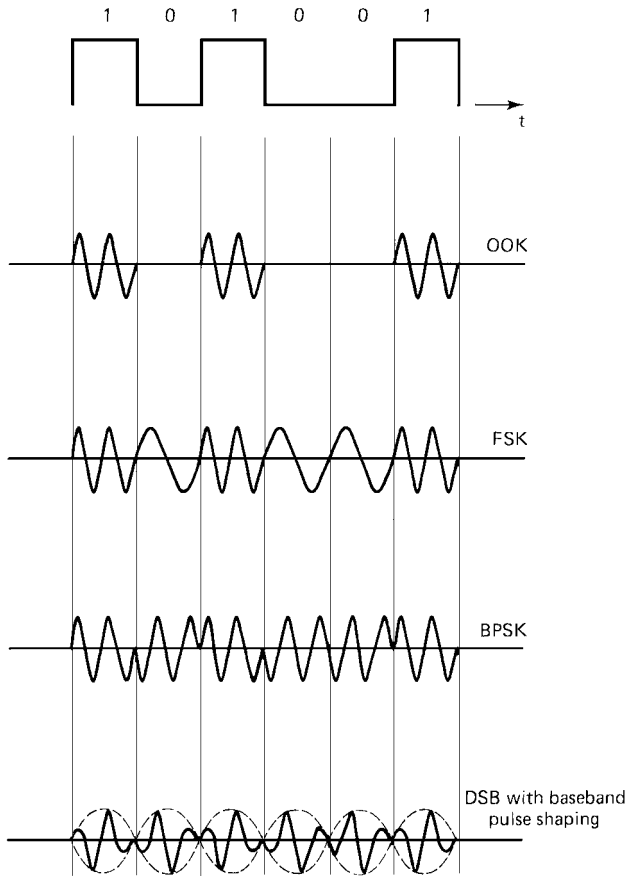 1 0 1 0 0 1
t
OOK
FSK
BPSK
DSB with baseband
pulse shaping